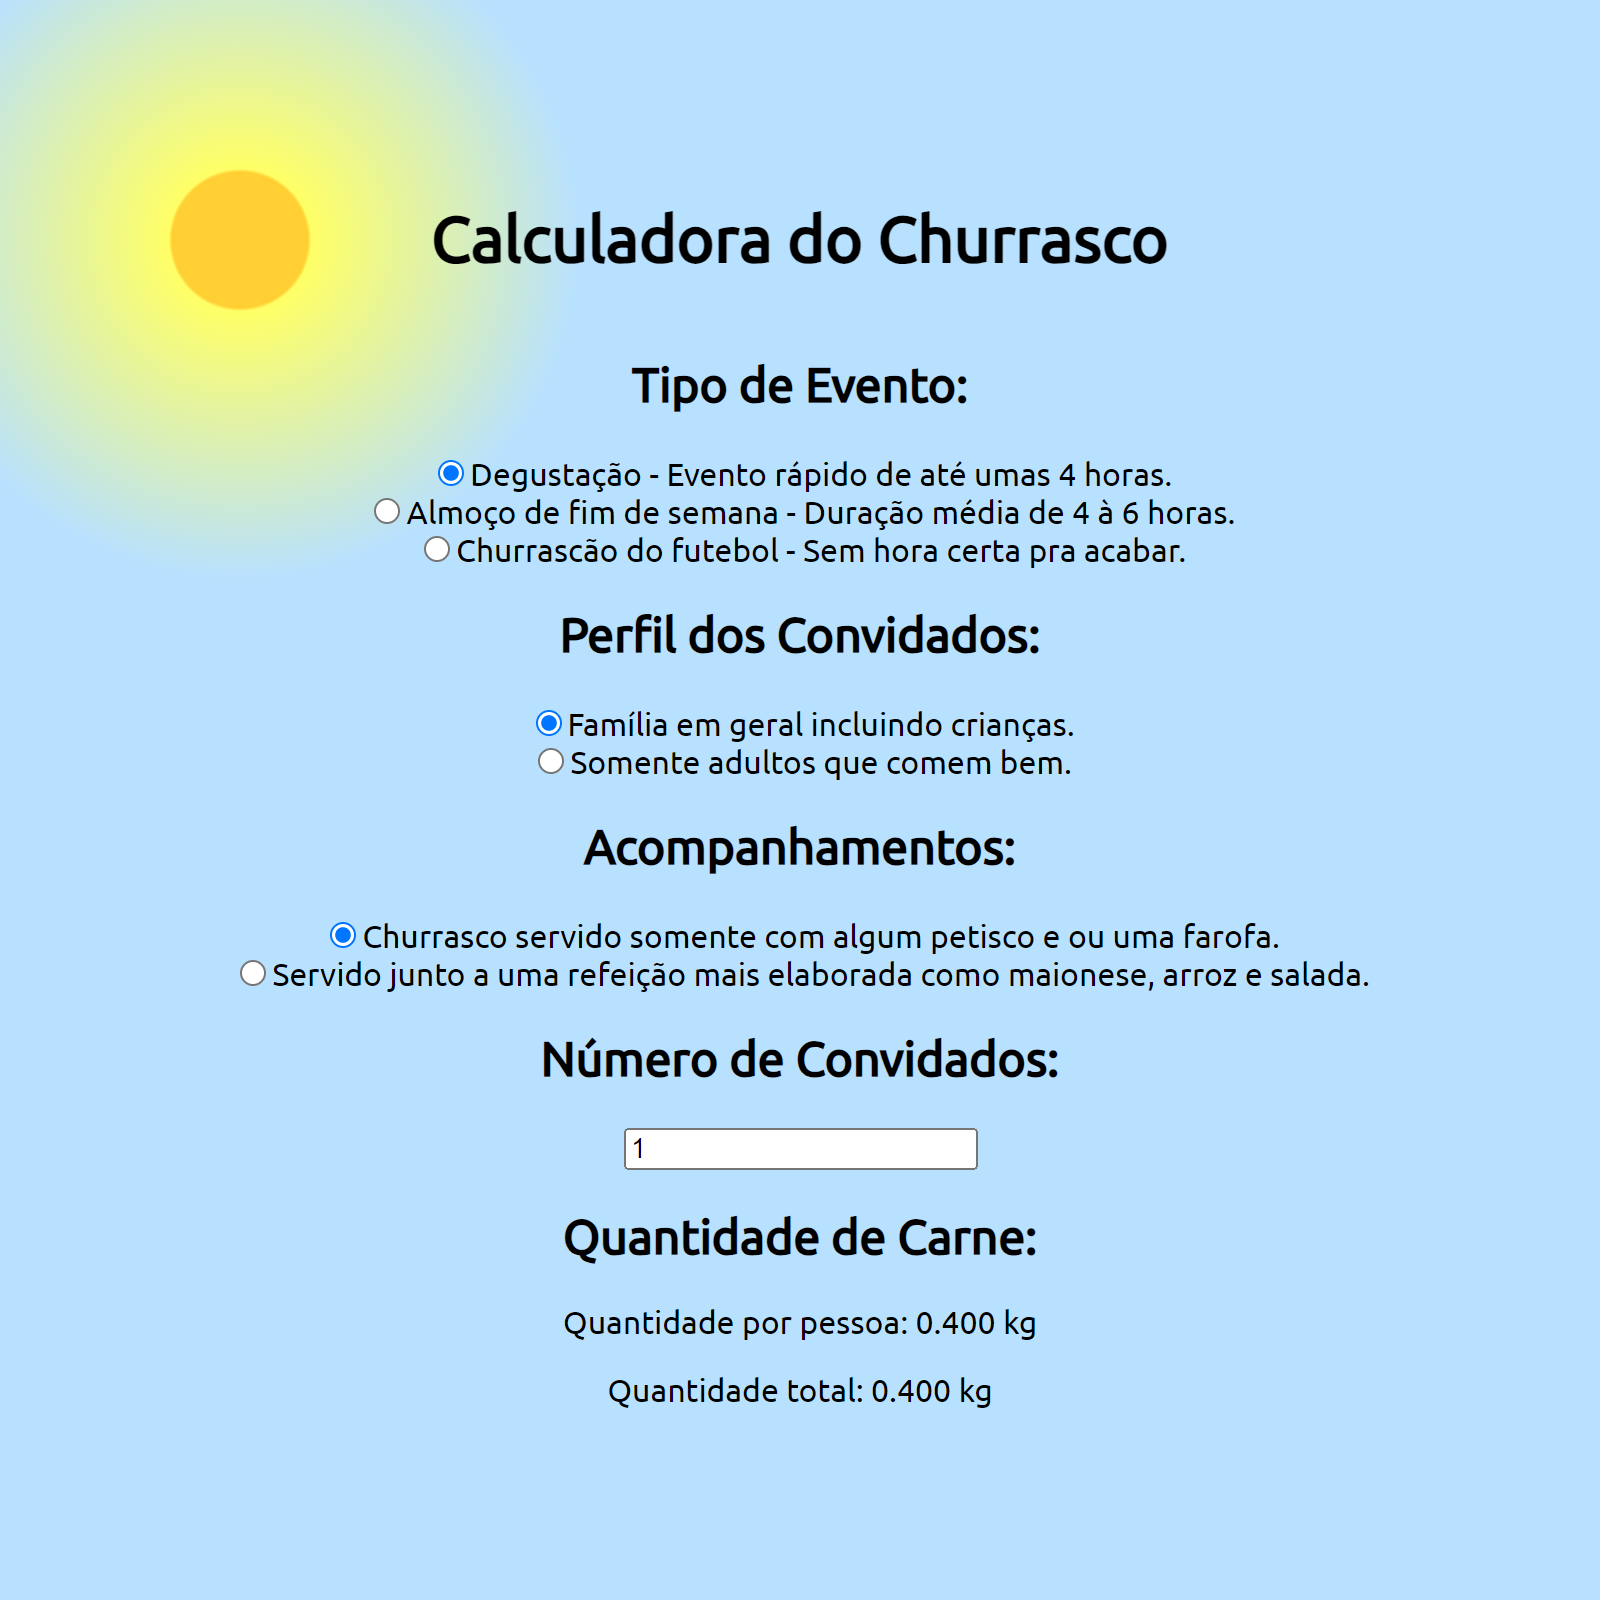 Calculadora do Churrasco
Tipo de Evento:
Degustação - Evento rápido de até umas 4 horas.
Almoço de fim de semana - Duração média de 4 à 6 horas.
Churrascão do futebol - Sem hora certa pra acabar.
Perfil dos Convidados:
Família em geral incluindo crianças.
Somente adultos que comem bem.
Acompanhamentos:
Churrasco servido somente com algum petisco e ou uma farofa.
Servido junto a uma refeição mais elaborada como maionese, arroz e salada.
Número de Convidados:
1
Quantidade de Carne:
Quantidade por pessoa: 0.400 kg
Quantidade total: 0.400 kg